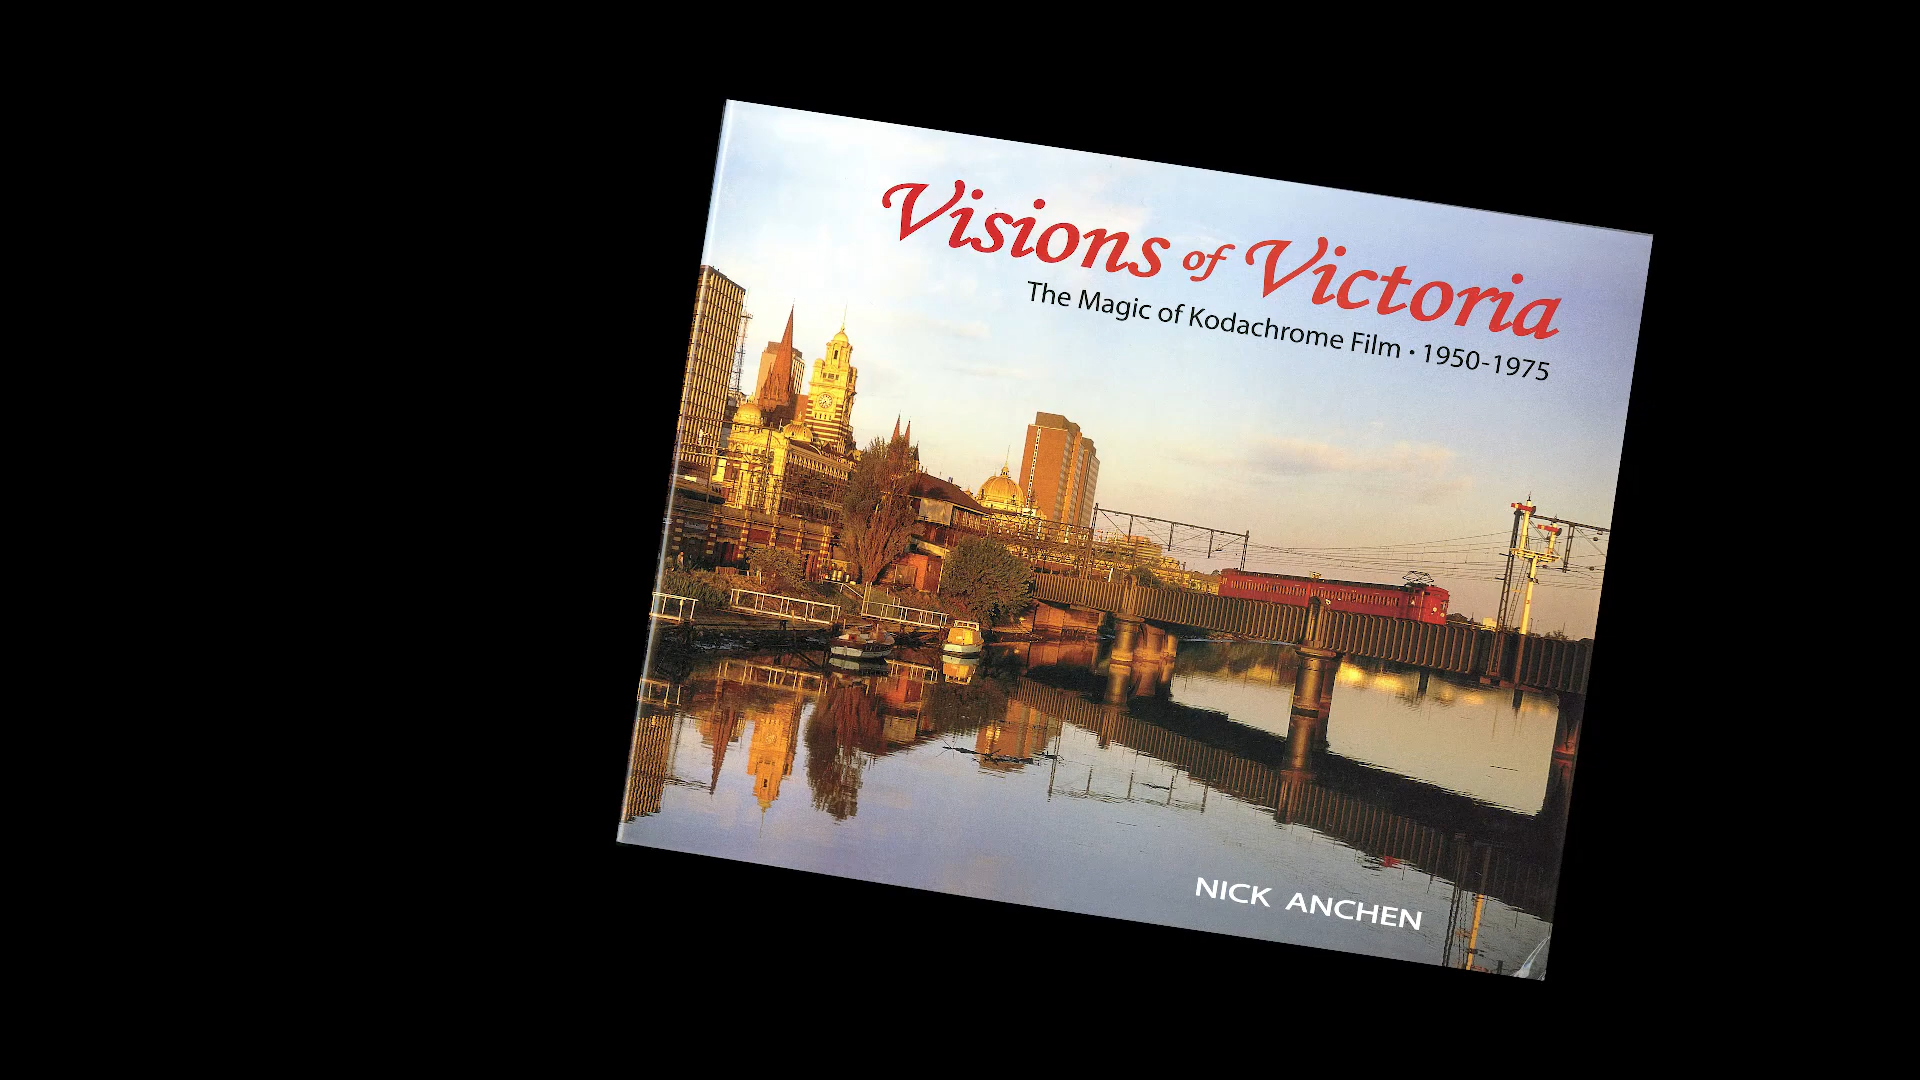 Visions of Victoria
The Magic of Kodachrome Film • 1950-1975
NICK ANCHEN